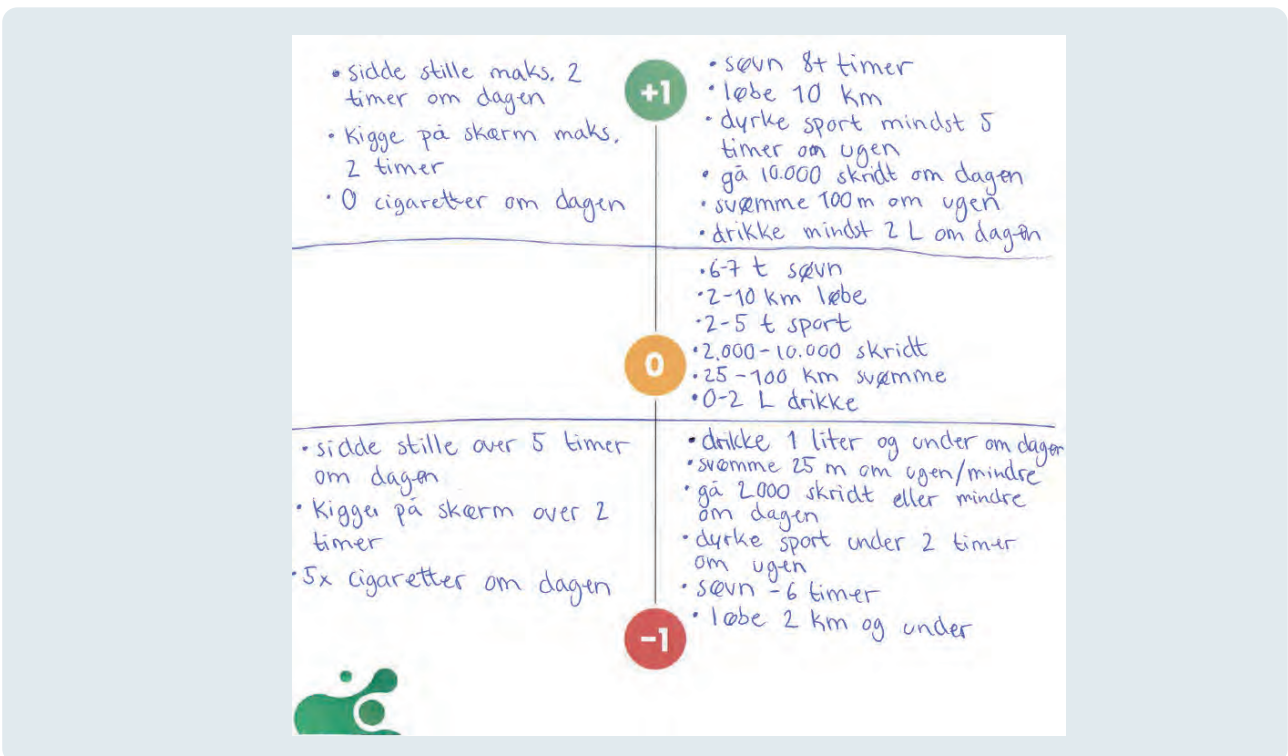 • sidde stille maks. 2
timer om dagen
• Kigge på skærm maks.
2 timer
• 0 cigaretter om dagen
+1
• søvn 8+ timer
• løbe 10 km
• dyrke sport mindst 5
timer om ugen
• gå 10.000 skridt om dagen
• svømme 100 m om ugen
• drikke mindst 2 L om dagen
0
• 6-7 t søvn
• 2-10 km løbe
• 2-5 t sport
• 2.000-10.000 skridt
• 25-100 km svømme
• 0-2 L drikke
• sidde stille over 5 timer
om dagen
• Kigger på skærm over 2
timer
• 5x cigaretter om dagen
• drikke 1 liter og under om dagen
• svømme 25 m om ugen/mindre
• gå 2.000 skridt eller mindre
om dagen
• dyrke sport under 2 timer
om ugen
• søvn -6 timer
• løbe 2 km og under
-1